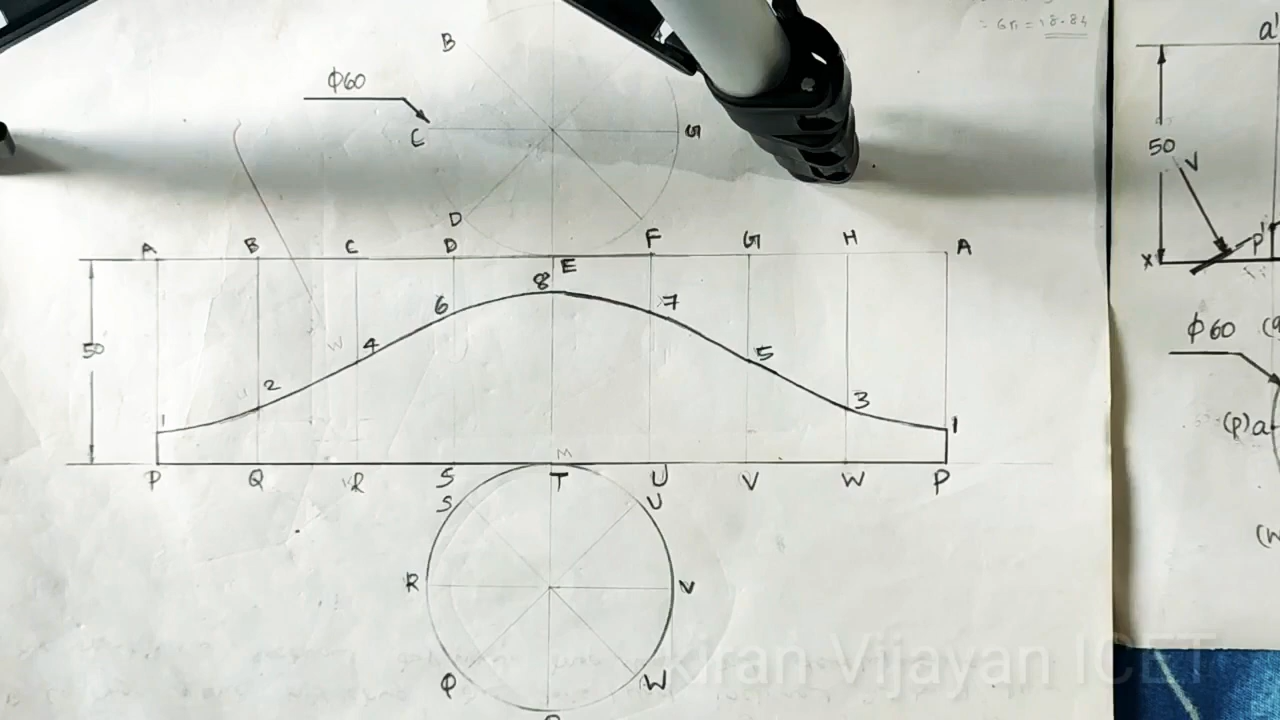 = 6π = 18.84
B
a'
φ60
C
G
50
V
D
A B C D E F G H A
P'
X
8
6
7
φ60
50
4
5
2
3
1
1
(P)a
M
P Q R S T U V W P
S
U
R
V
Q
W
Kiran Vijayan ICET